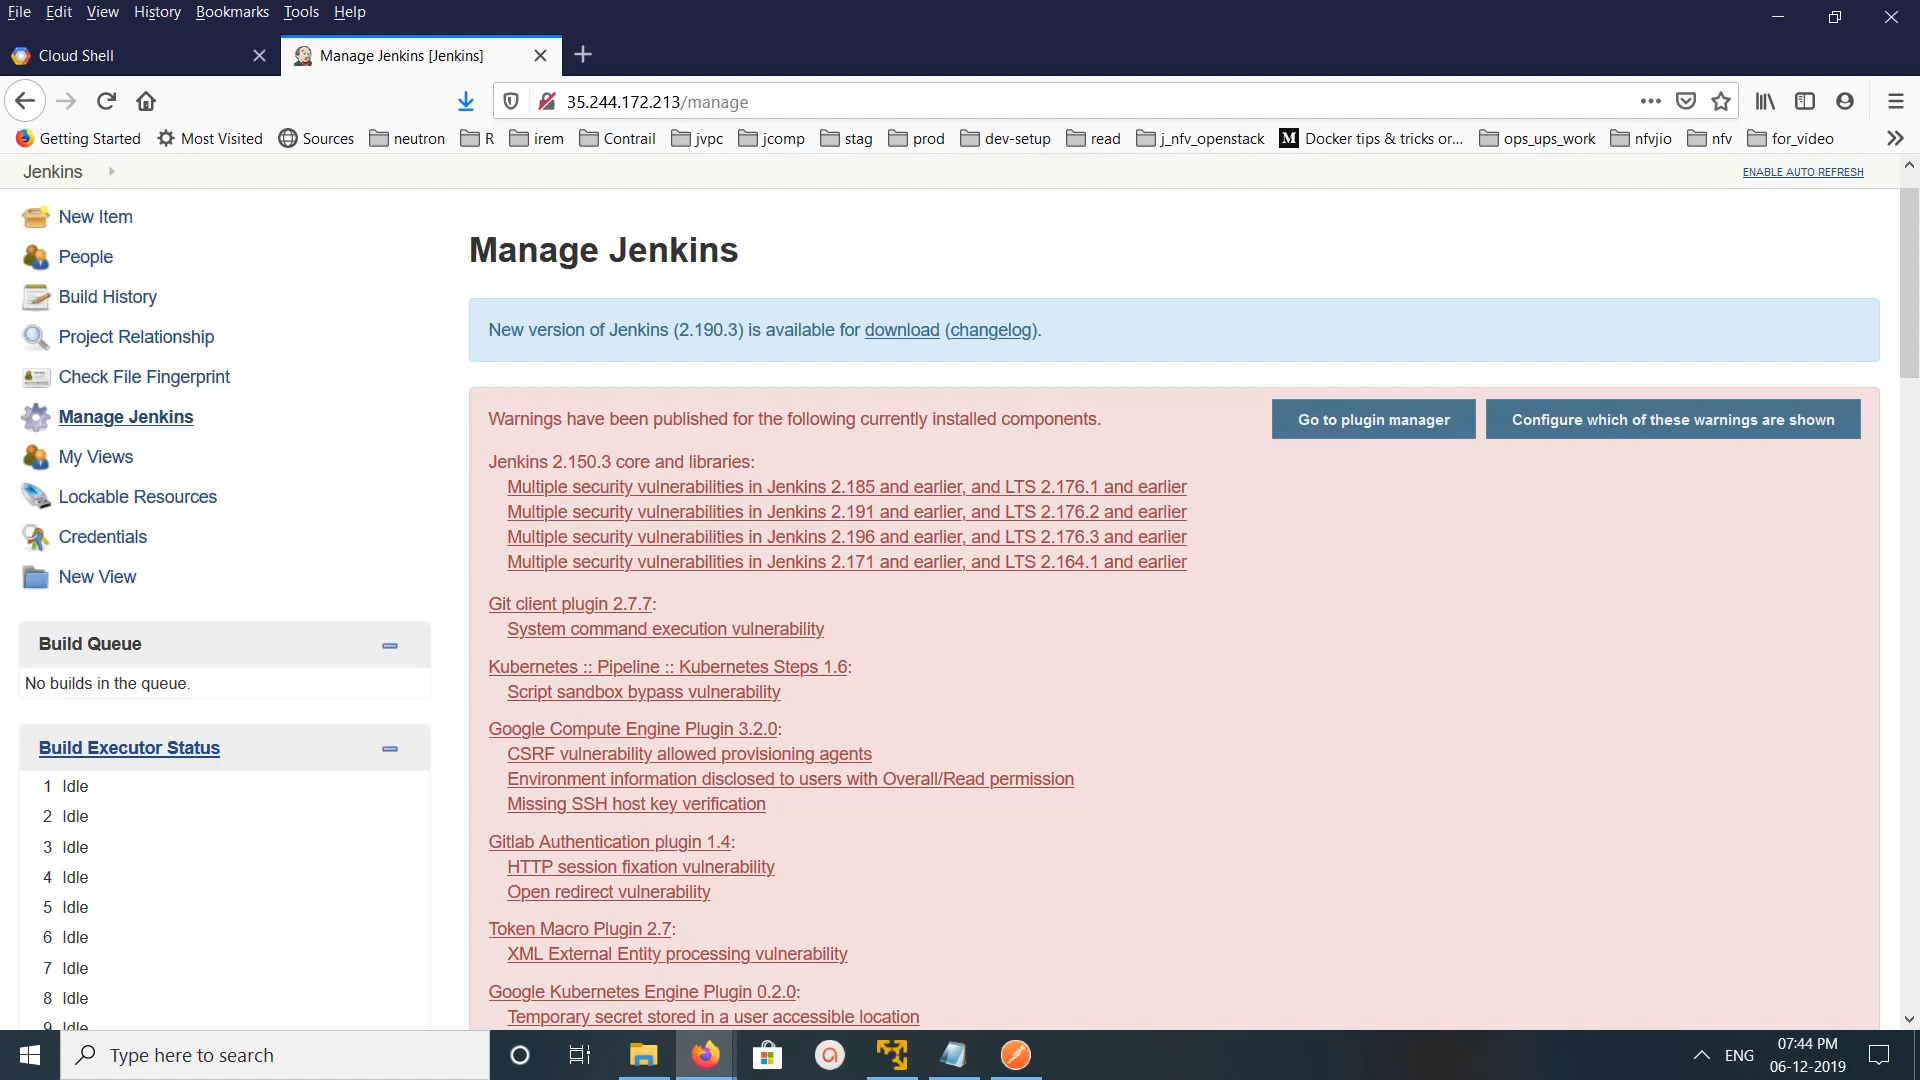 File Edit View History Bookmarks Tools Help
Cloud Shell
Manage Jenkins [Jenkins]
35.244.172.213/manage
Getting Started Most Visited Sources neutron R irem Contrail jvpc jcomp stag prod dev-setup read j_nfv_openstack M Docker tips & tricks or... ops_ups_work nfvjio nfv for_video
Jenkins
ENABLE AUTO REFRESH
New Item
People
Build History
Project Relationship
Check File Fingerprint
Manage Jenkins
My Views
Lockable Resources
Credentials
New View
Build Queue
No builds in the queue.
Build Executor Status
1 Idle
2 Idle
3 Idle
4 Idle
5 Idle
6 Idle
7 Idle
8 Idle
9 Idle
Manage Jenkins
New version of Jenkins (2.190.3) is available for download (changelog).
Warnings have been published for the following currently installed components.
Go to plugin manager
Configure which of these warnings are shown
Jenkins 2.150.3 core and libraries:
Multiple security vulnerabilities in Jenkins 2.185 and earlier, and LTS 2.176.1 and earlier
Multiple security vulnerabilities in Jenkins 2.191 and earlier, and LTS 2.176.2 and earlier
Multiple security vulnerabilities in Jenkins 2.196 and earlier, and LTS 2.176.3 and earlier
Multiple security vulnerabilities in Jenkins 2.171 and earlier, and LTS 2.164.1 and earlier
Git client plugin 2.7.7:
System command execution vulnerability
Kubernetes :: Pipeline :: Kubernetes Steps 1.6:
Script sandbox bypass vulnerability
Google Compute Engine Plugin 3.2.0:
CSRF vulnerability allowed provisioning agents
Environment information disclosed to users with Overall/Read permission
Missing SSH host key verification
Gitlab Authentication plugin 1.4:
HTTP session fixation vulnerability
Open redirect vulnerability
Token Macro Plugin 2.7:
XML External Entity processing vulnerability
Google Kubernetes Engine Plugin 0.2.0:
Temporary secret stored in a user accessible location
Type here to search
ENG
07:44 PM
06-12-2019